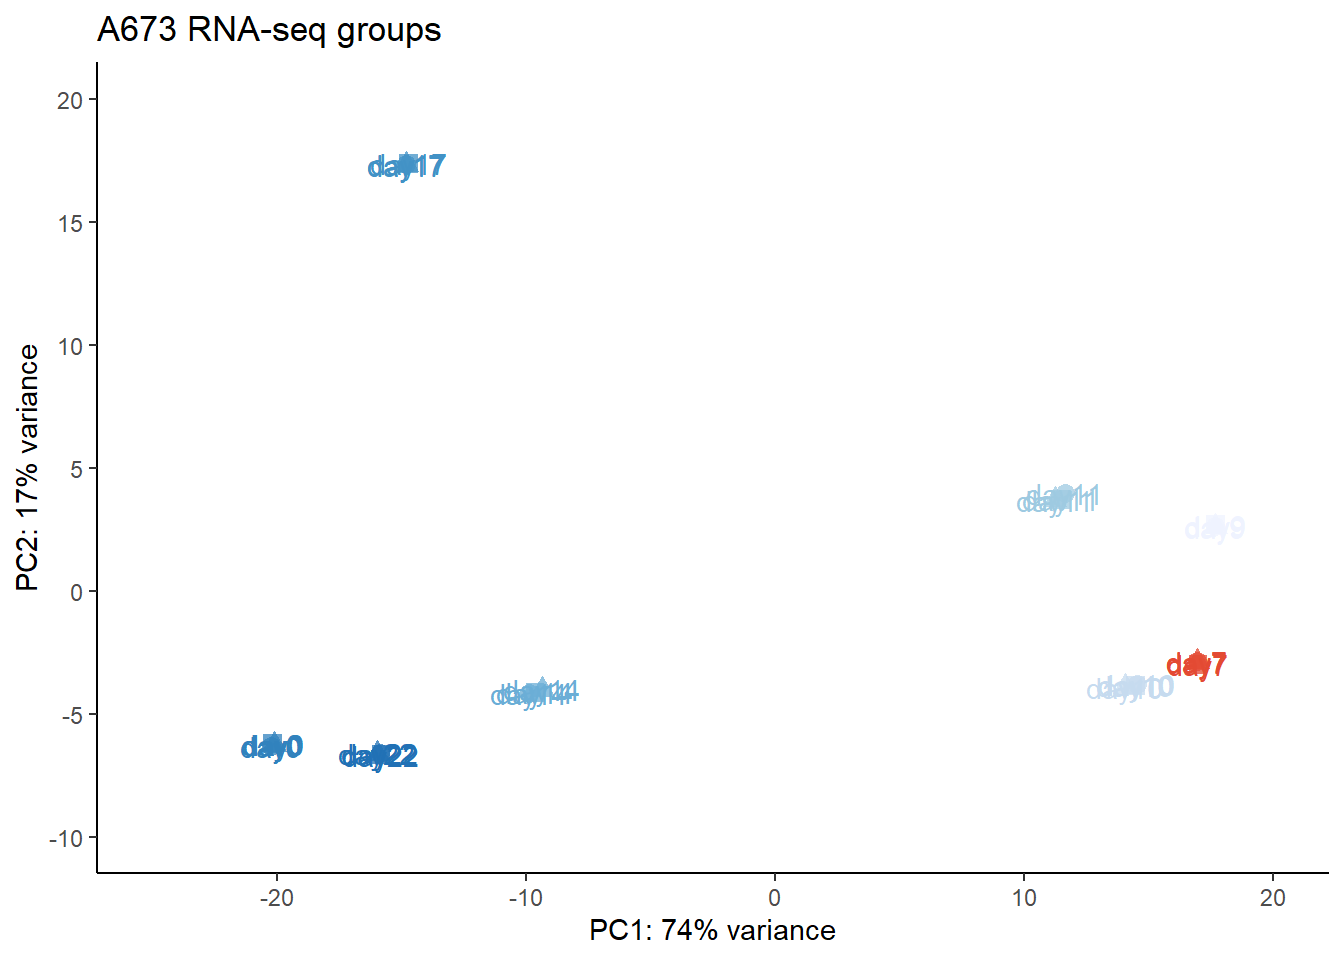 A673 RNA-seq groups
20
15
10
5
0
-5
-10
PC2: 17% variance
day17
day11
day9
day7
day10
day14
day0
day22
-20
-10
0
10
20
PC1: 74% variance